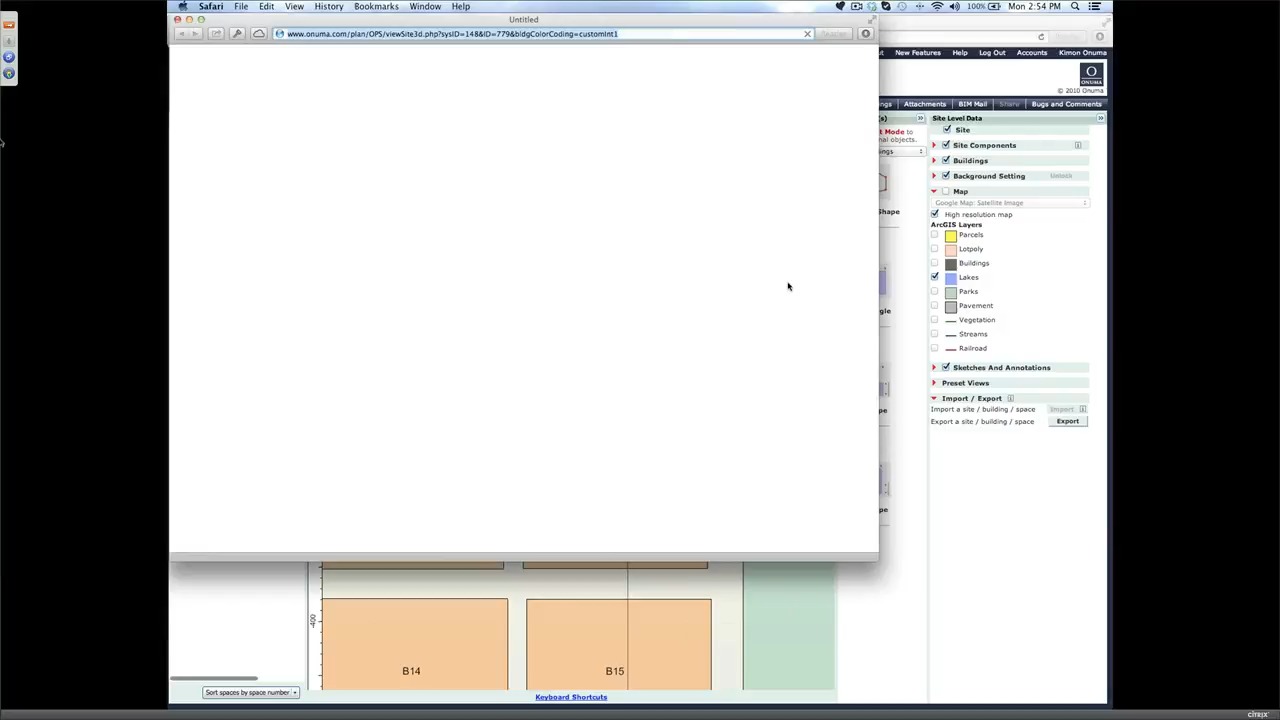 Safari File Edit View History Bookmarks Window Help
100% Mon 2:54 PM
Untitled
www.onuma.com/plan/OPS/viewSite3d.php?sysID=148&ID=779&bldgColorCoding=customInt1
New Features Help Log Out Accounts Kimon Onuma
© 2010 Onuma
Attachments BIM Mail Share Bugs and Comments
Site Level Data
Mode to
Site
Site Components
Buildings
Background Setting
Map
Google Map: Satellite Image
High resolution map
Shape
ArcGIS Layers
Parcels
Lotpoly
Buildings
Lakes
Parks
Pavement
Vegetation
Streams
Railroad
Sketches And Annotations
Preset Views
Import / Export
Import a site / building / space Import
Export a site / building / space Export
-400
B14 B15
Sort spaces by space number
Keyboard Shortcuts
CITRIX